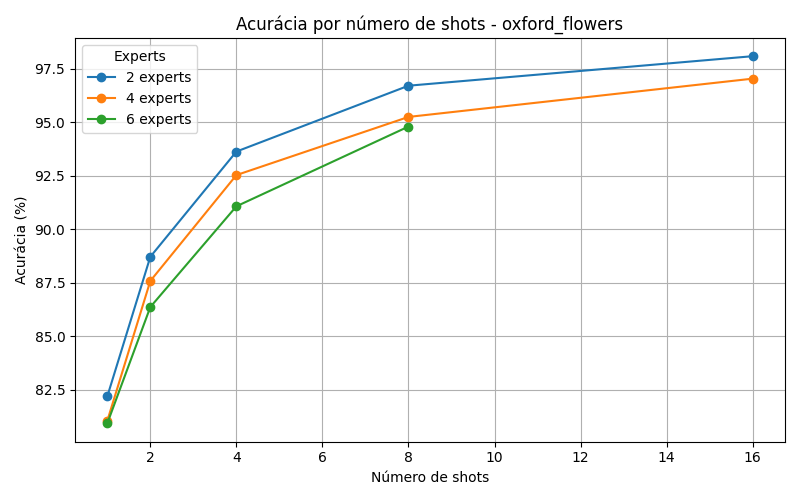 Acurácia por número de shots - oxford_flowers
Experts
2 experts
4 experts
6 experts
97.5
95.0
92.5
90.0
87.5
85.0
82.5
Acurácia (%)
2 4 6 8 10 12 14 16
Número de shots